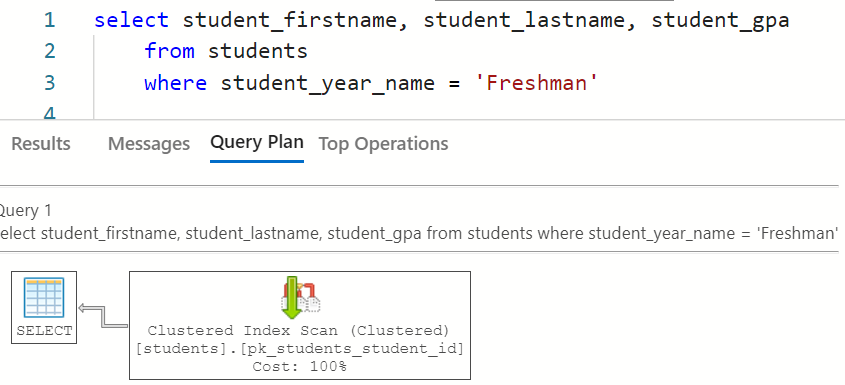 1 select student_firstname, student_lastname, student_gpa
2 from students
3 where student_year_name = 'Freshman'
4
Results Messages Query Plan Top Operations
Query 1
elect student_firstname, student_lastname, student_gpa from students where student_year_name = 'Freshman'
SELECT
Clustered Index Scan (Clustered)
[students].[pk_students_student_id]
Cost: 100%